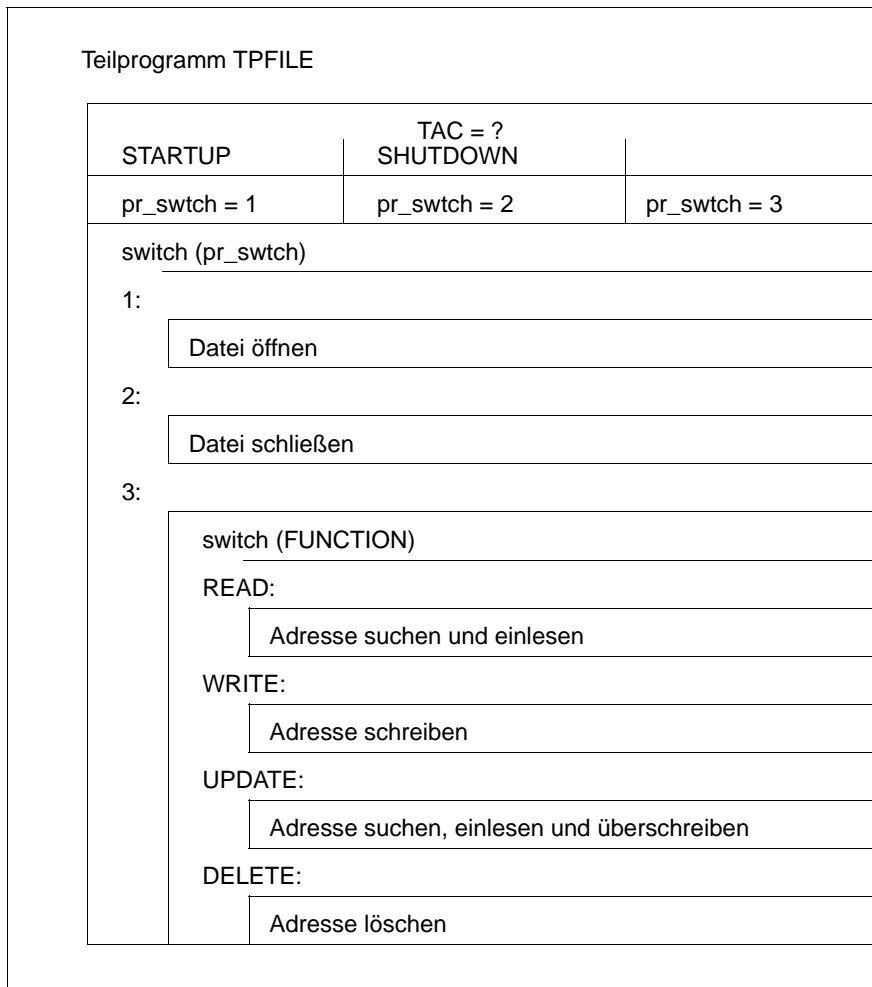 Teilprogramm TPFILE
TAC = ?
STARTUP SHUTDOWN
pr_swtch = 1 pr_swtch = 2 pr_swtch = 3
switch (pr_swtch)
1:
Datei öffnen
2:
Datei schließen
3:
switch (FUNCTION)
READ:
Adresse suchen und einlesen
WRITE:
Adresse schreiben
UPDATE:
Adresse suchen, einlesen und überschreiben
DELETE:
Adresse löschen